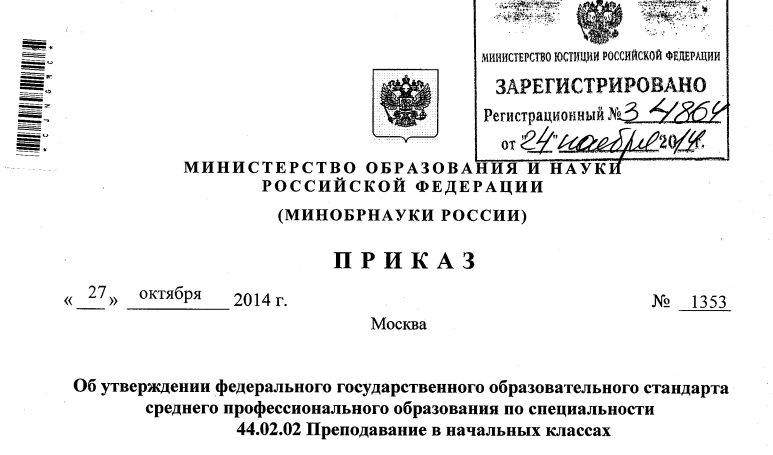 МИНИСТЕРСТВО ЮСТИЦИИ РОССИЙСКОЙ ФЕДЕРАЦИИ
ЗАРЕГИСТРИРОВАНО
Регистрационный № 34864
от "24" ноября 2014г.
*CJNGMC*
МИНИСТЕРСТВО ОБРАЗОВАНИЯ И НАУКИ
РОССИЙСКОЙ ФЕДЕРАЦИИ
(МИНОБРНАУКИ РОССИИ)
ПРИКАЗ
« 27 » октября 2014 г. № 1353
Москва
Об утверждении федерального государственного образовательного стандарта
среднего профессионального образования по специальности
44.02.02 Преподавание в начальных классах